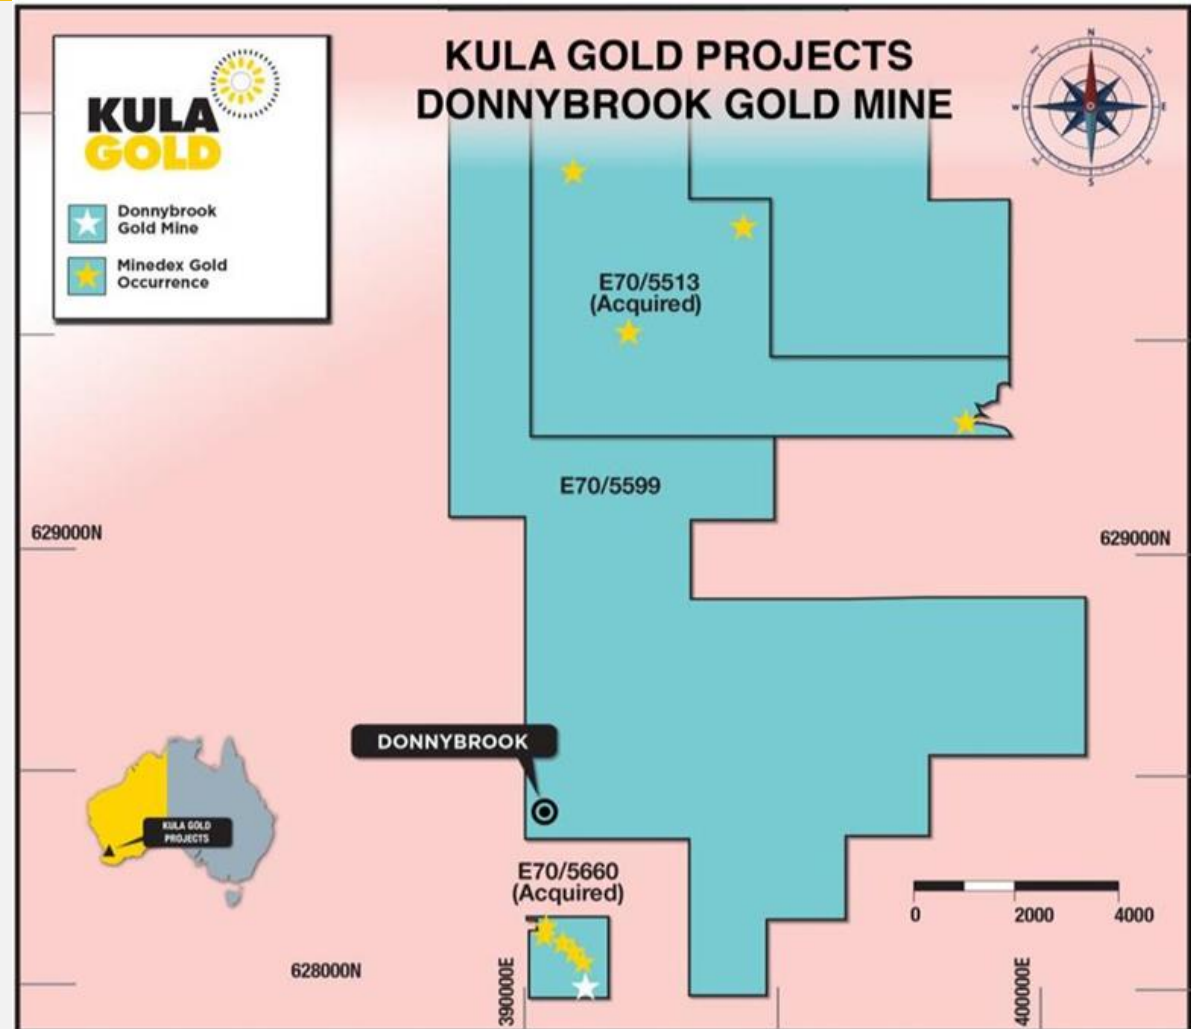 KULA GOLD PROJECTS
DONNYBROOK GOLD MINE
KULA
GOLD
Donnybrook
Gold Mine
Minedex Gold
Occurrence
N
E
S
W
E70/5513
(Acquired)
E70/5599
629000N
629000N
DONNYBROOK
KULA GOLD
PROJECTS
E70/5660
(Acquired)
0
2000
4000
628000N
390000E
400000E